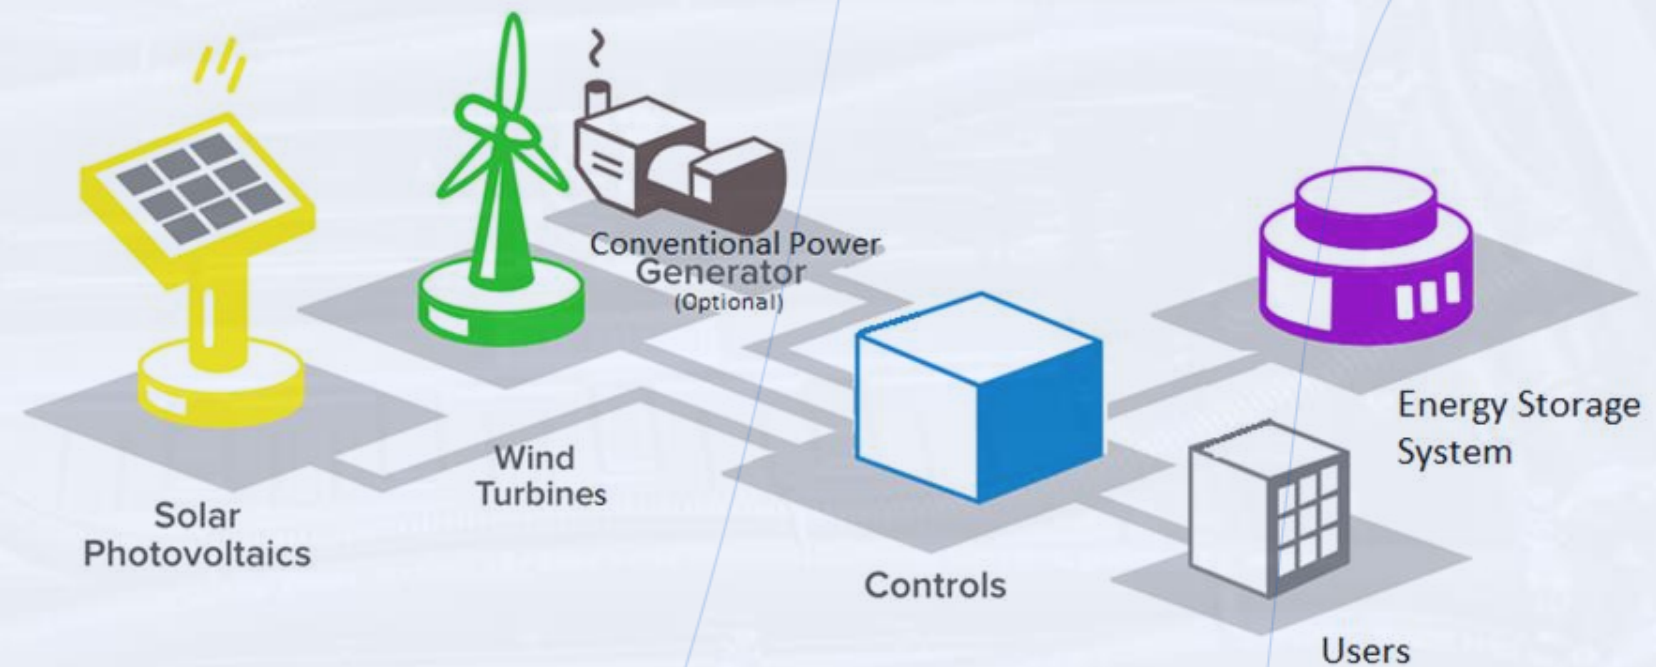 Conventional Power
Generator
(Optional)
Energy Storage
System
Wind
Turbines
Solar
Photovoltaics
Controls
Users